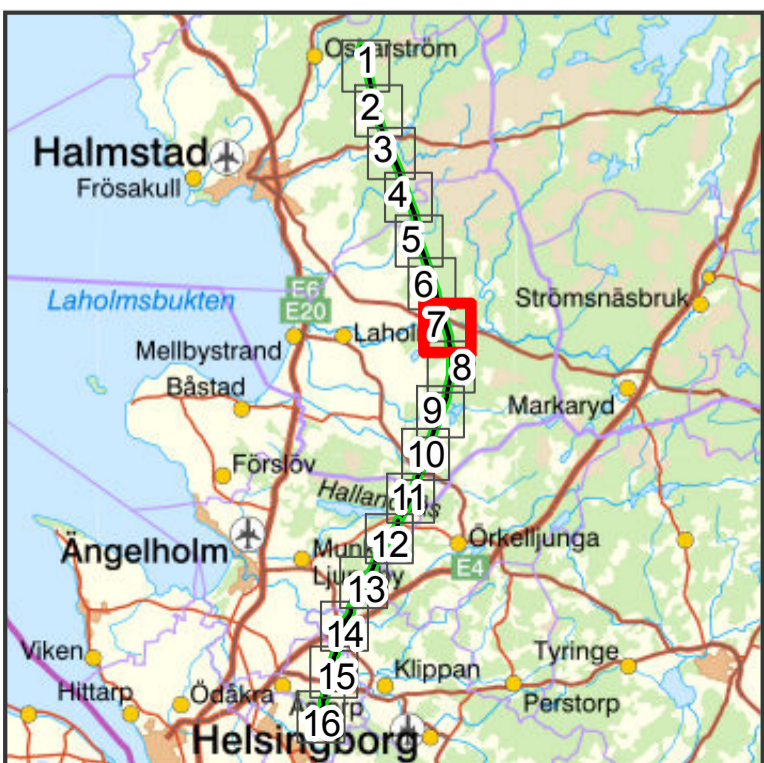 1
Oskarström
2
3
Halmstad
Frösakull
4
5
6
E6
E20
Laholmsbukten
Strömsnäsbruk
7
Mellbystrand
8
Båstad
Markaryd
9
10
Förslöv
11
12
Örkelljunga
Ängelholm
E4
13
14
Viken
Tyringe
15
Klippan
Hittarp
Ödåkra
Perstorp
16
Helsingborg